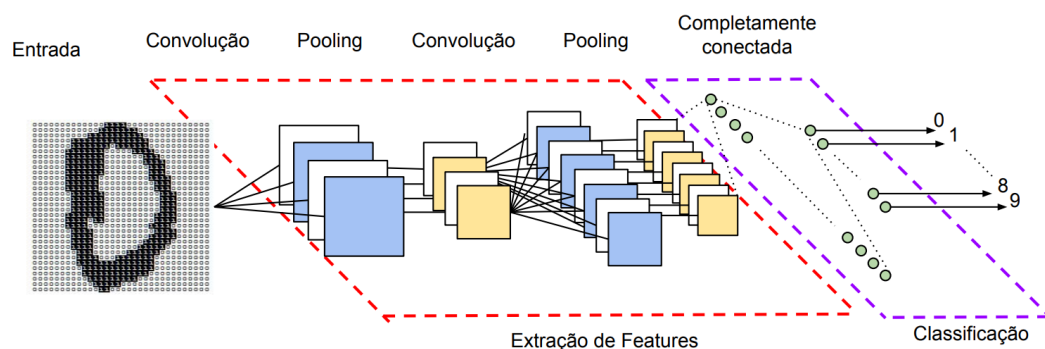 Entrada
Convolução
Pooling
Convolução
Pooling
Completamente
conectada
0
1
8
9
Extração de Features
Classificação